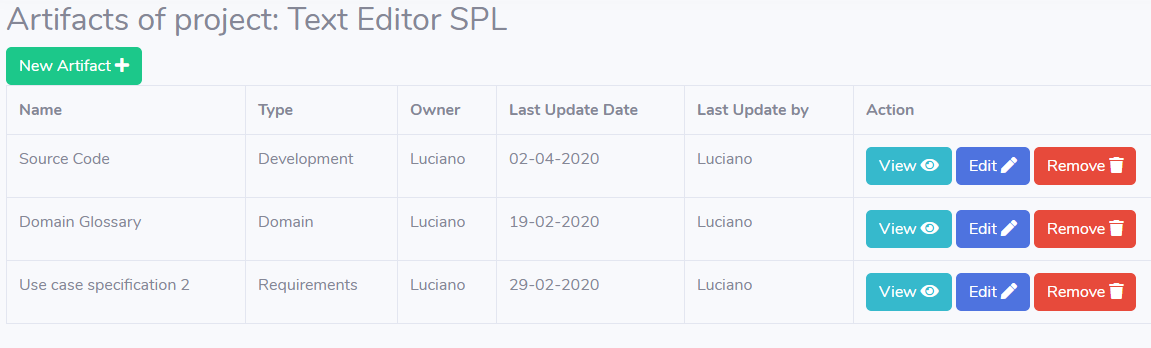 Artifacts of project: Text Editor SPL
New Artifact
Name Type Owner Last Update Date Last Update by Action
Source Code Development Luciano 02-04-2020 Luciano View Edit Remove
Domain Glossary Domain Luciano 19-02-2020 Luciano View Edit Remove
Use case specification 2 Requirements Luciano 29-02-2020 Luciano View Edit Remove